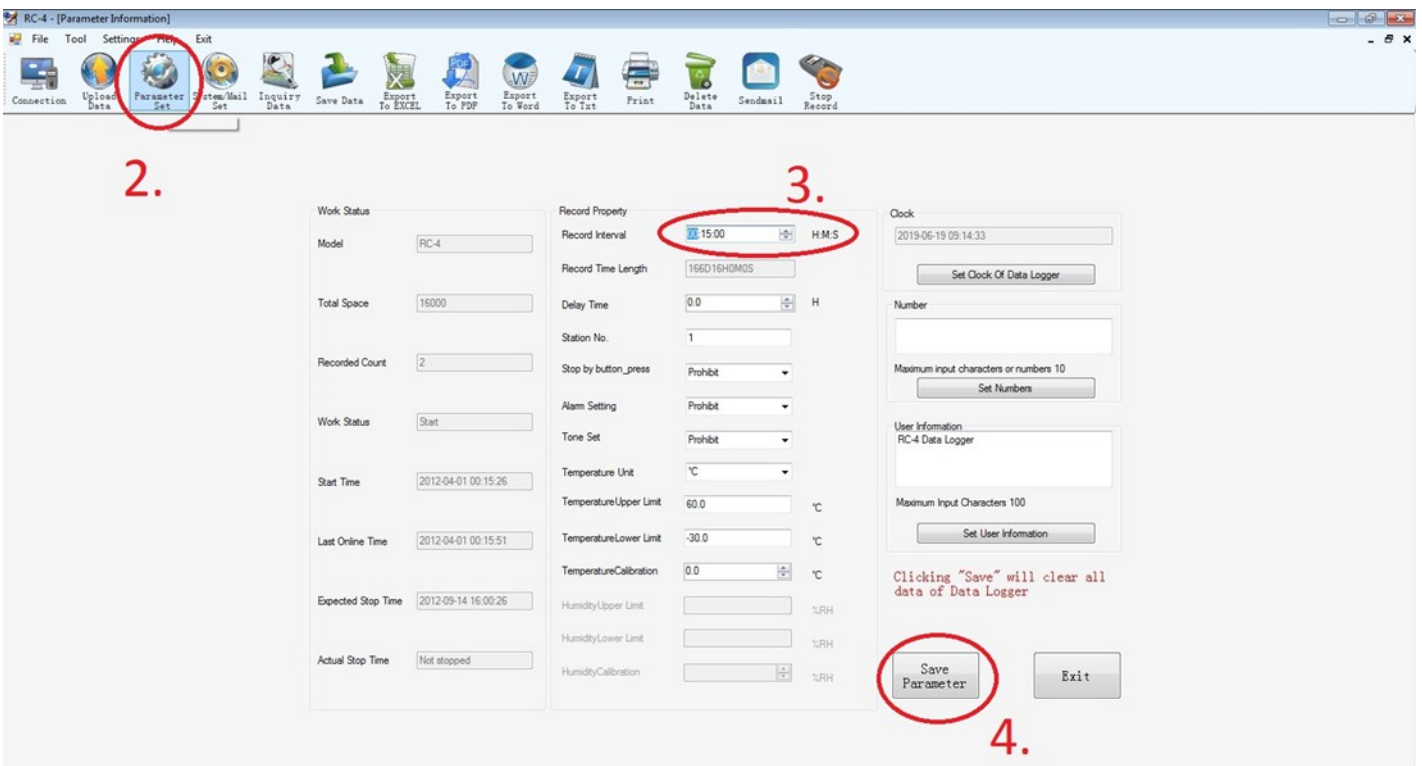 RC-4 - [Parameter Information]
File Tool Settings Help Exit
Connection
Upload Data
Parameter Set
System/Mail Set
Inquiry Data
Save Data
Export To EXCEL
Export To PDF
Export To Word
Export To Txt
Print
Delete Data
Sendmail
Stop Record
2.
3.
Work Status
Model RC-4
Total Space 16000
Recorded Count 2
Work Status Start
Start Time 2012-04-01 00:15:26
Last Online Time 2012-04-01 00:15:51
Expected Stop Time 2012-09-14 16:00:26
Actual Stop Time Not stopped
Record Property
Record Interval 00:15:00 H:M:S
Record Time Length 166D16H0M0S
Delay Time 0.0 H
Station No. 1
Stop by button_press Prohibit
Alarm Setting Prohibit
Tone Set Prohibit
Temperature Unit °C
TemperatureUpper Limit 60.0 °C
TemperatureLower Limit -30.0 °C
TemperatureCalibration 0.0 °C
HumidityUpper Limit %RH
HumidityLower Limit %RH
HumidityCalibration %RH
Clock
2019-06-19 09:14:33
Set Clock Of Data Logger
Number
Maximum input characters or numbers 10
Set Numbers
User Information
RC-4 Data Logger
Maximum Input Characters 100
Set User Information
Clicking "Save" will clear all
data of Data Logger
Save
Parameter
Exit
4.